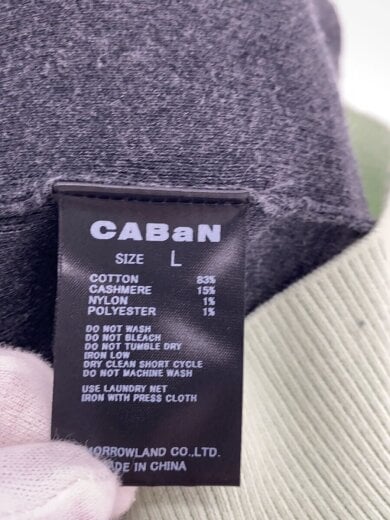 CABaN
SIZE L
COTTON 83%
CASHMERE 15%
NYLON 1%
POLYESTER 1%
DO NOT WASH
DO NOT BLEACH
DO NOT TUMBLE DRY
IRON LOW
DRY CLEAN SHORT CYCLE
DO NOT MACHINE WASH
USE LAUNDRY NET
IRON WITH PRESS CLOTH
MORROWLAND CO.,LTD.
ADE IN CHINA